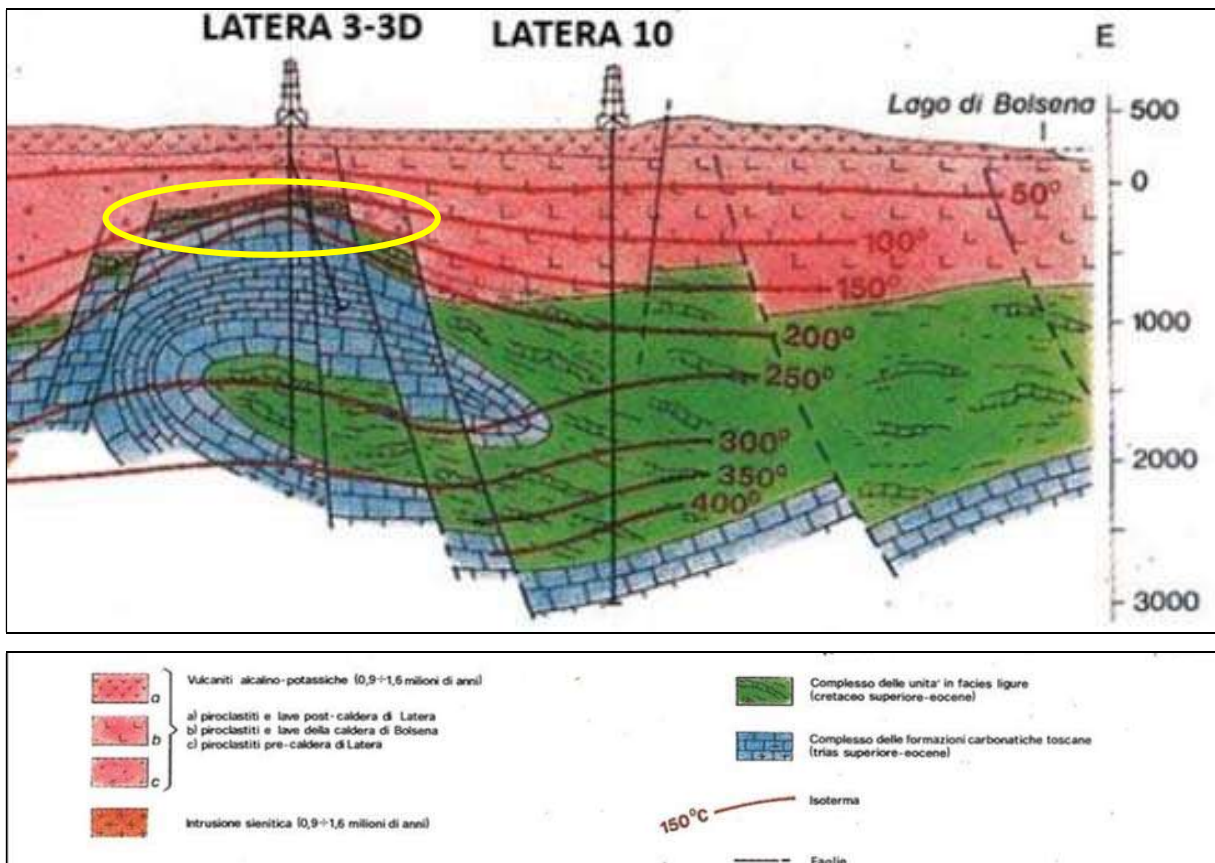 LATERA 3-3D
LATERA 10
E
Lago di Bolsena
500
0
1000
2000
3000
50°
100°
150°
200°
250°
300°
350°
400°
a
b
c
Vulcaniti alcalino-potassiche (0,9÷1,6 milioni di anni)
a) piroclastiti e lave post-caldera di Latera
b) piroclastiti e lave della caldera di Bolsena
c) piroclastiti pre-caldera di Latera
Intrusione sienitica (0,9÷1,6 milioni di anni)
Complesso delle unita' in facies ligure
(cretaceo superiore-eocene)
Complesso delle formazioni carbonatiche toscane
(trias superiore-eocene)
150°C
Isoterma
Faglie